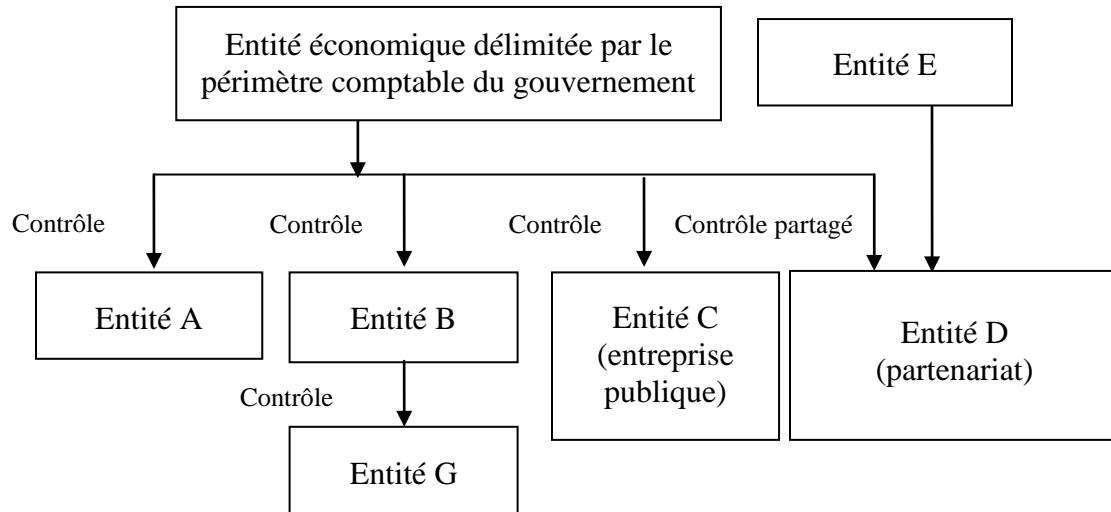 Entité économique délimitée par le
périmètre comptable du gouvernement
Entité E
Contrôle
Contrôle
Contrôle
Contrôle partagé
Entité A
Entité B
Entité C
(entreprise
publique)
Entité D
(partenariat)
Contrôle
Entité G